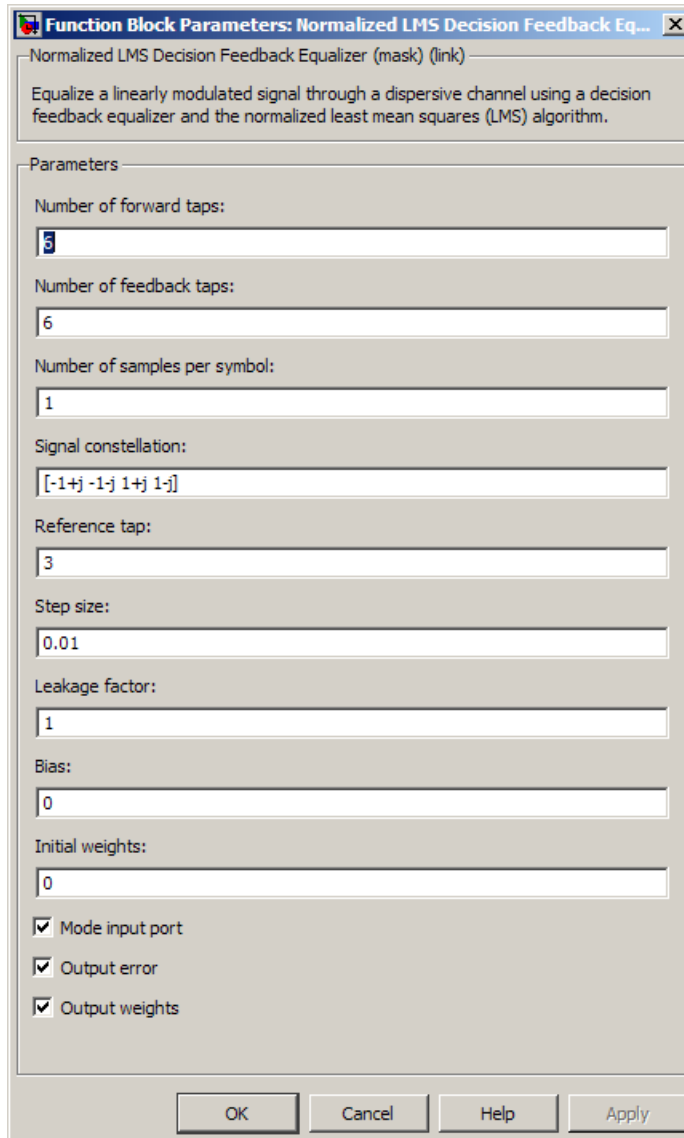 Function Block Parameters: Normalized LMS Decision Feedback Eq...
Normalized LMS Decision Feedback Equalizer (mask) (link)
Equalize a linearly modulated signal through a dispersive channel using a decision
feedback equalizer and the normalized least mean squares (LMS) algorithm.
Parameters
Number of forward taps:
6
Number of feedback taps:
6
Number of samples per symbol:
1
Signal constellation:
[-1+j -1-j 1+j 1-j]
Reference tap:
3
Step size:
0.01
Leakage factor:
1
Bias:
0
Initial weights:
0
Mode input port
Output error
Output weights
OK Cancel Help Apply